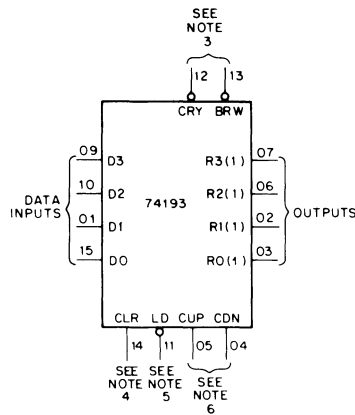 SEE
NOTE
3
12 13
CRY BRW
09 D3 R3(1) 07
10 D2 R2(1) 06
DATA
INPUTS
74193
OUTPUTS
01 D1 R1(1) 02
15 D0 R0(1) 03
CLR LD CUP CDN
14 11 05 04
SEE
NOTE
4
SEE
NOTE
5
SEE
NOTE
6